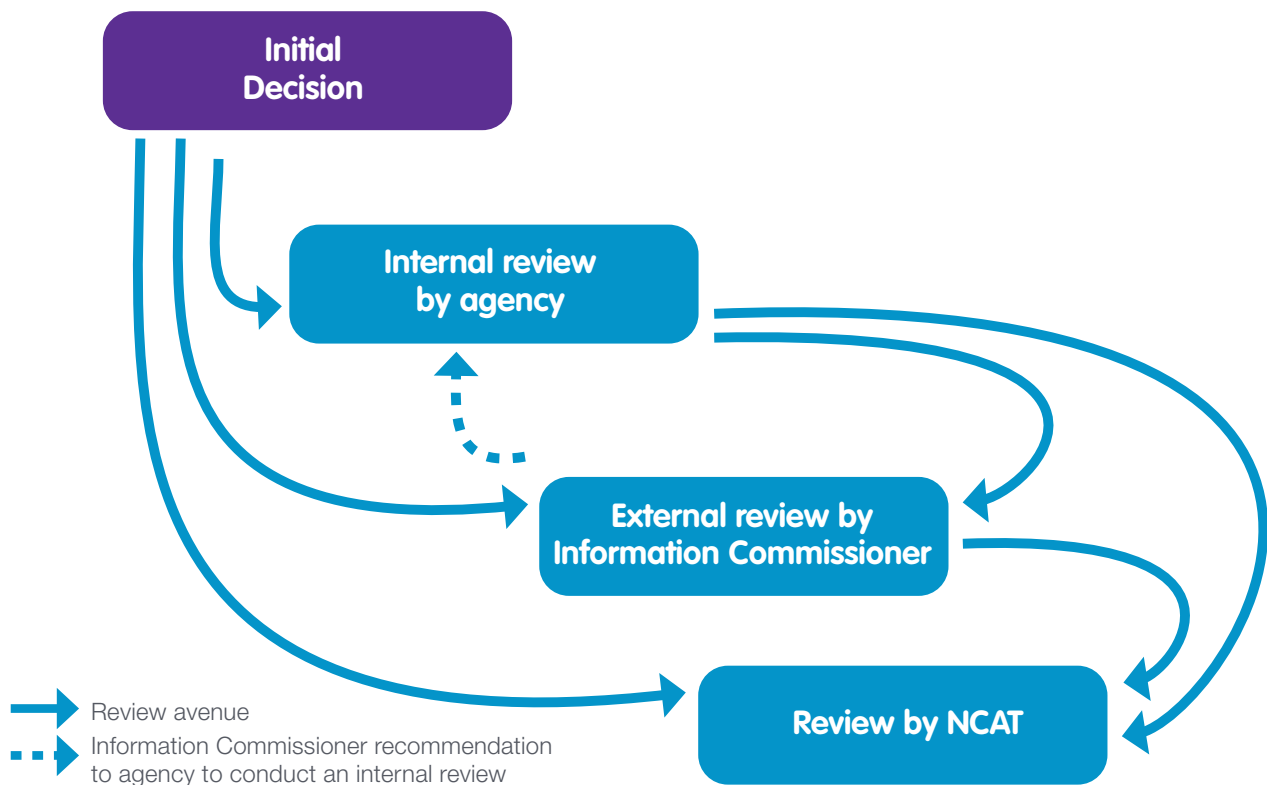 Initial
Decision
Internal review
by agency
External review by
Information Commissioner
Review by NCAT
Review avenue
Information Commissioner recommendation
to agency to conduct an internal review